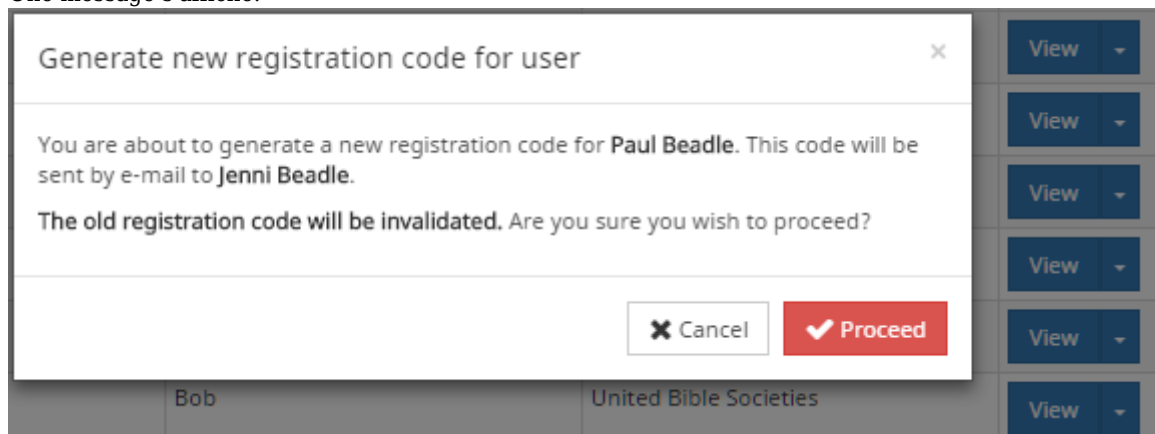 Generate new registration code for user ×
View
View
You are about to generate a new registration code for Paul Beadle. This code will be
sent by e-mail to Jenni Beadle.
View
The old registration code will be invalidated. Are you sure you wish to proceed?
View
Cancel Proceed
View
Bob United Bible Societies
View